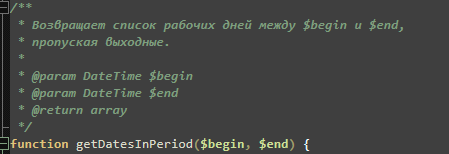 /**
* Возвращает список рабочих дней между $begin и $end,
* пропуская выходные.
*
* @param DateTime $begin
* @param DateTime $end
* @return array
*/
function getDatesInPeriod($begin, $end) {